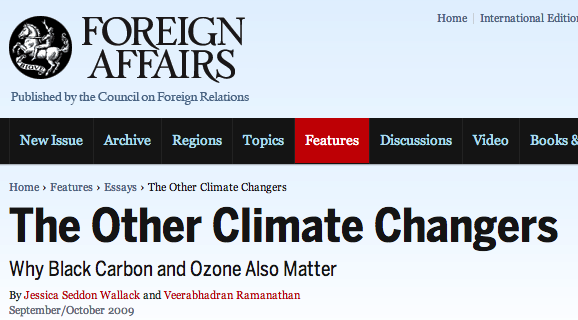 Home International Edition
FOREIGN
AFFAIRS
Published by the Council on Foreign Relations
New Issue Archive Regions Topics Features Discussions Video Books &
Home › Features › Essays › The Other Climate Changers
The Other Climate Changers
Why Black Carbon and Ozone Also Matter
By Jessica Seddon Wallack and Veerabhadran Ramanathan
September/October 2009